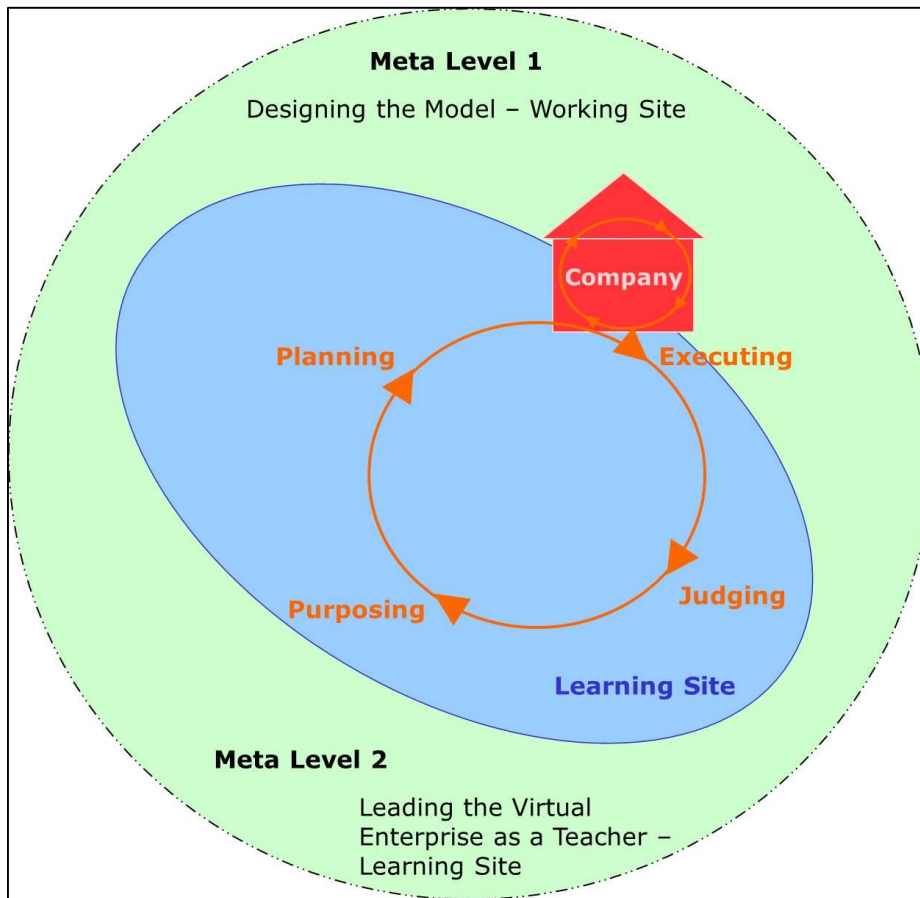 Meta Level 1
Designing the Model – Working Site
Company
Planning
Executing
Purposing
Judging
Learning Site
Meta Level 2
Leading the Virtual
Enterprise as a Teacher –
Learning Site